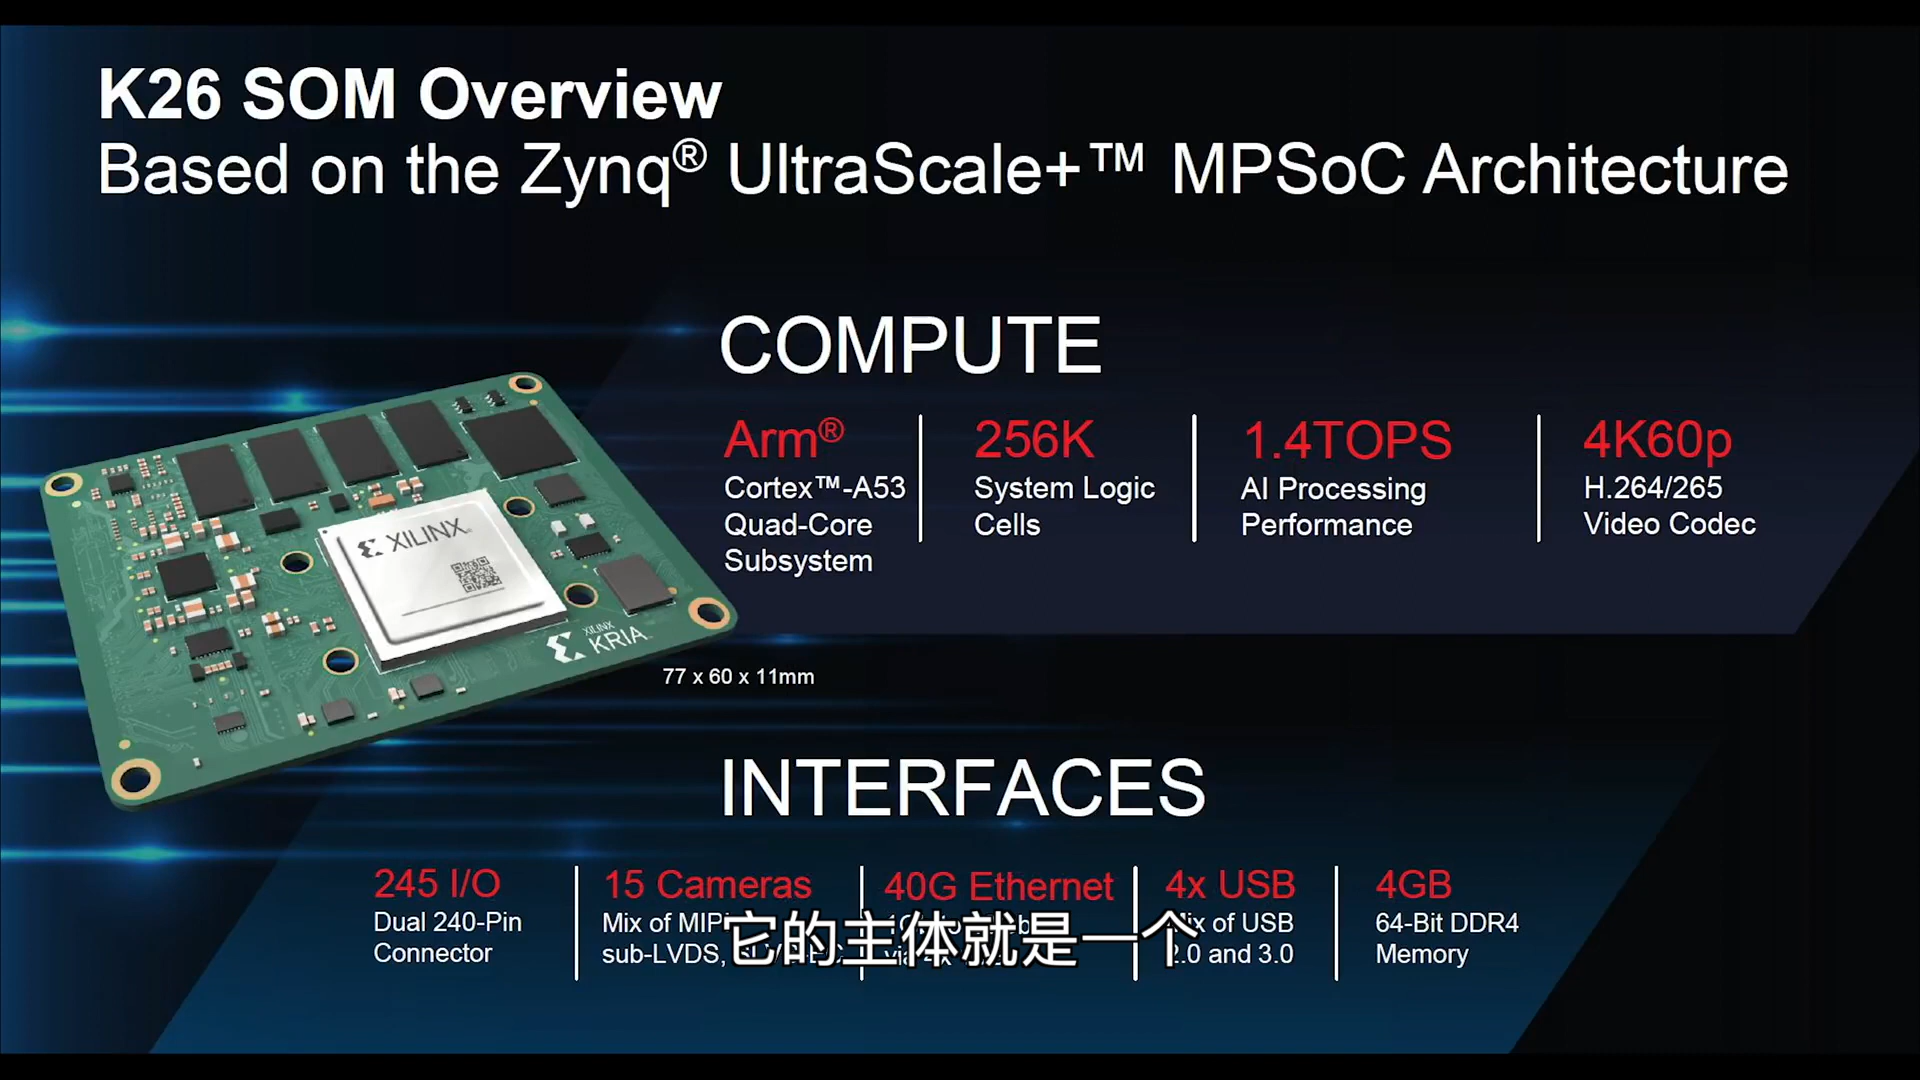 K26 SOM Overview
Based on the Zynq® UltraScale+™ MPSoC Architecture
COMPUTE
Arm®
Cortex™-A53
Quad-Core
Subsystem
256K
System Logic
Cells
1.4TOPS
AI Processing
Performance
4K60p
H.264/265
Video Codec
XILINX
XILINX
KRIA
77 x 60 x 11mm
INTERFACES
245 I/O
Dual 240-Pin
Connector
15 Cameras
Mix of
sub-LVDS,
40G Ethernet
4x USB
Mix of USB
2.0 and 3.0
4GB
64-Bit DDR4
Memory
它的主体就是一个